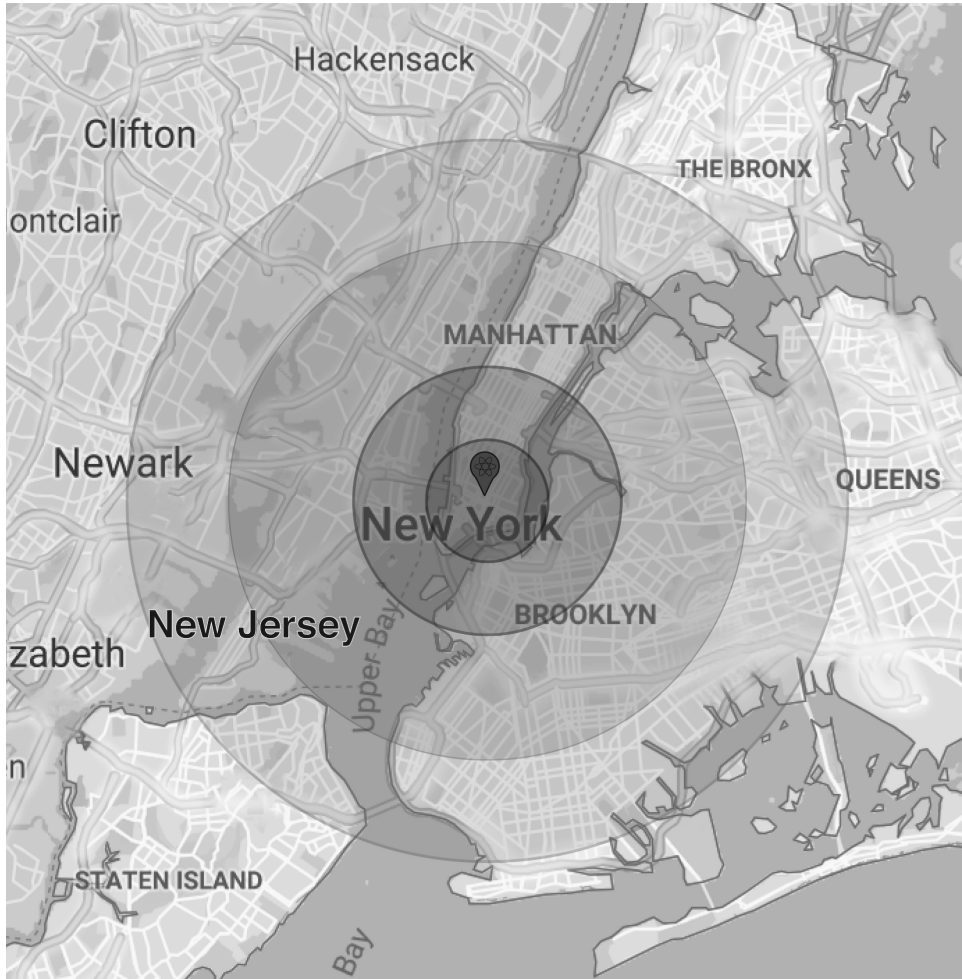 Hackensack
Clifton
THE BRONX
ontclair
MANHATTAN
Newark
QUEENS
New York
BROOKLYN
New Jersey
Upper Bay
zabeth
en
STATEN ISLAND
Bay